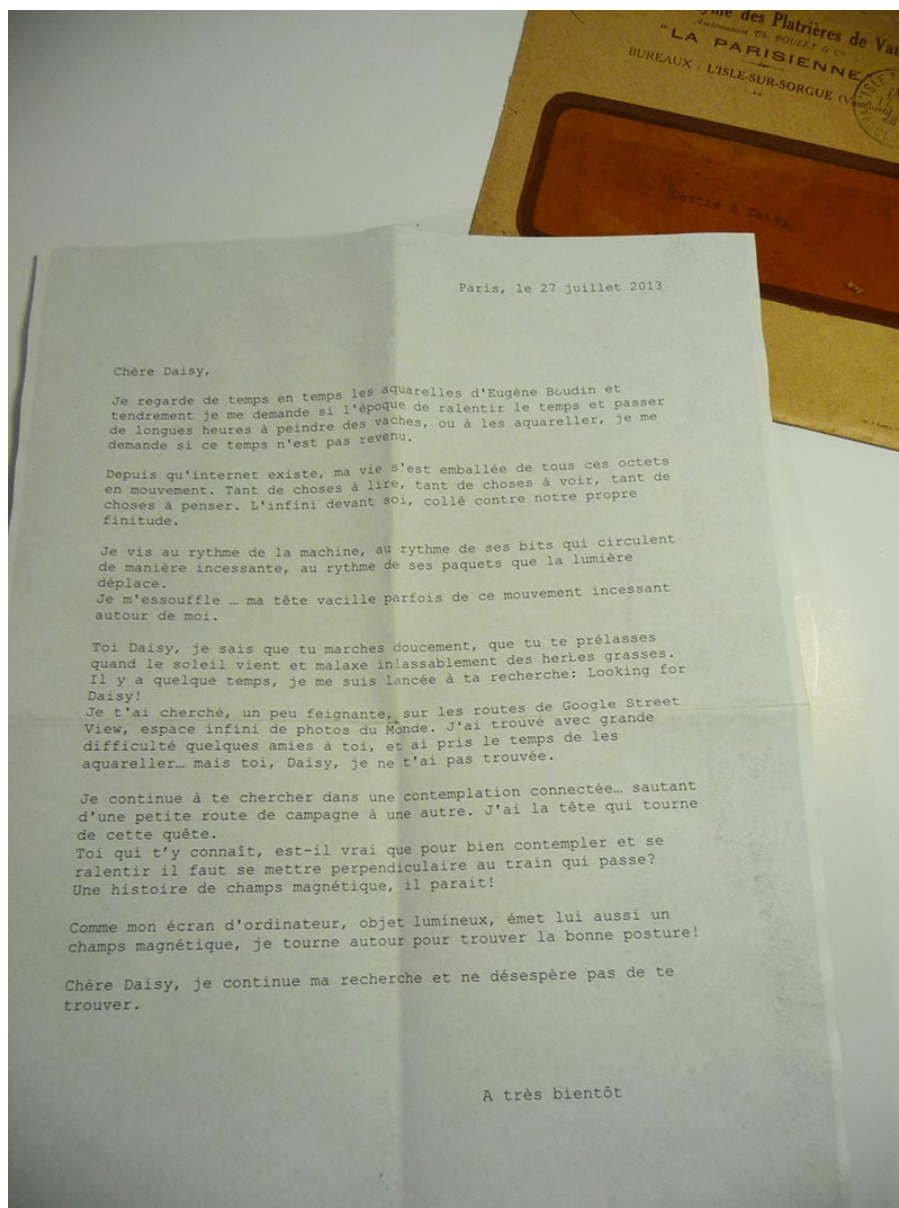 yme des Platrières de Vau
Anciennement Th. POULET & Cie
"LA PARISIENNE"
BUREAUX : L'ISLE-SUR-SORGUE
Lettre à Daisy
Paris, le 27 juillet 2013
Chère Daisy,
Je regarde de temps en temps les aquarelles d'Eugène Boudin et
tendrement je me demande si l'époque de ralentir le temps et passer
de longues heures à peindre des vaches, ou à les aquareller, je me
demande si ce temps n'est pas revenu.
Depuis qu'internet existe, ma vie s'est emballée de tous ces octets
en mouvement. Tant de choses à lire, tant de choses à voir, tant de
choses à penser. L'infini devant soi, collé contre notre propre
finitude.
Je vis au rythme de la machine, au rythme de ses bits qui circulent
de manière incessante, au rythme de ses paquets que la lumière
déplace.
Je m'essouffle … ma tête vacille parfois de ce mouvement incessant
autour de moi.
Toi Daisy, je sais que tu marches doucement, que tu te prélasses
quand le soleil vient et malaxe inlassablement des herbes grasses.
Il y a quelque temps, je me suis lancée à ta recherche: Looking for
Daisy!
Je t'ai cherché, un peu feignante, sur les routes de Google Street
View, espace infini de photos du Monde. J'ai trouvé avec grande
difficulté quelques amies à toi, et ai pris le temps de les
aquareller… mais toi, Daisy, je ne t'ai pas trouvée.
Je continue à te chercher dans une contemplation connectée… sautant
d'une petite route de campagne à une autre. J'ai la tête qui tourne
de cette quête.
Toi qui t'y connaît, est-il vrai que pour bien contempler et se
ralentir il faut se mettre perpendiculaire au train qui passe?
Une histoire de champs magnétique, il parait!
Comme mon écran d'ordinateur, objet lumineux, émet lui aussi un
champs magnétique, je tourne autour pour trouver la bonne posture!
Chère Daisy, je continue ma recherche et ne désespère pas de te
trouver.
A très bientôt